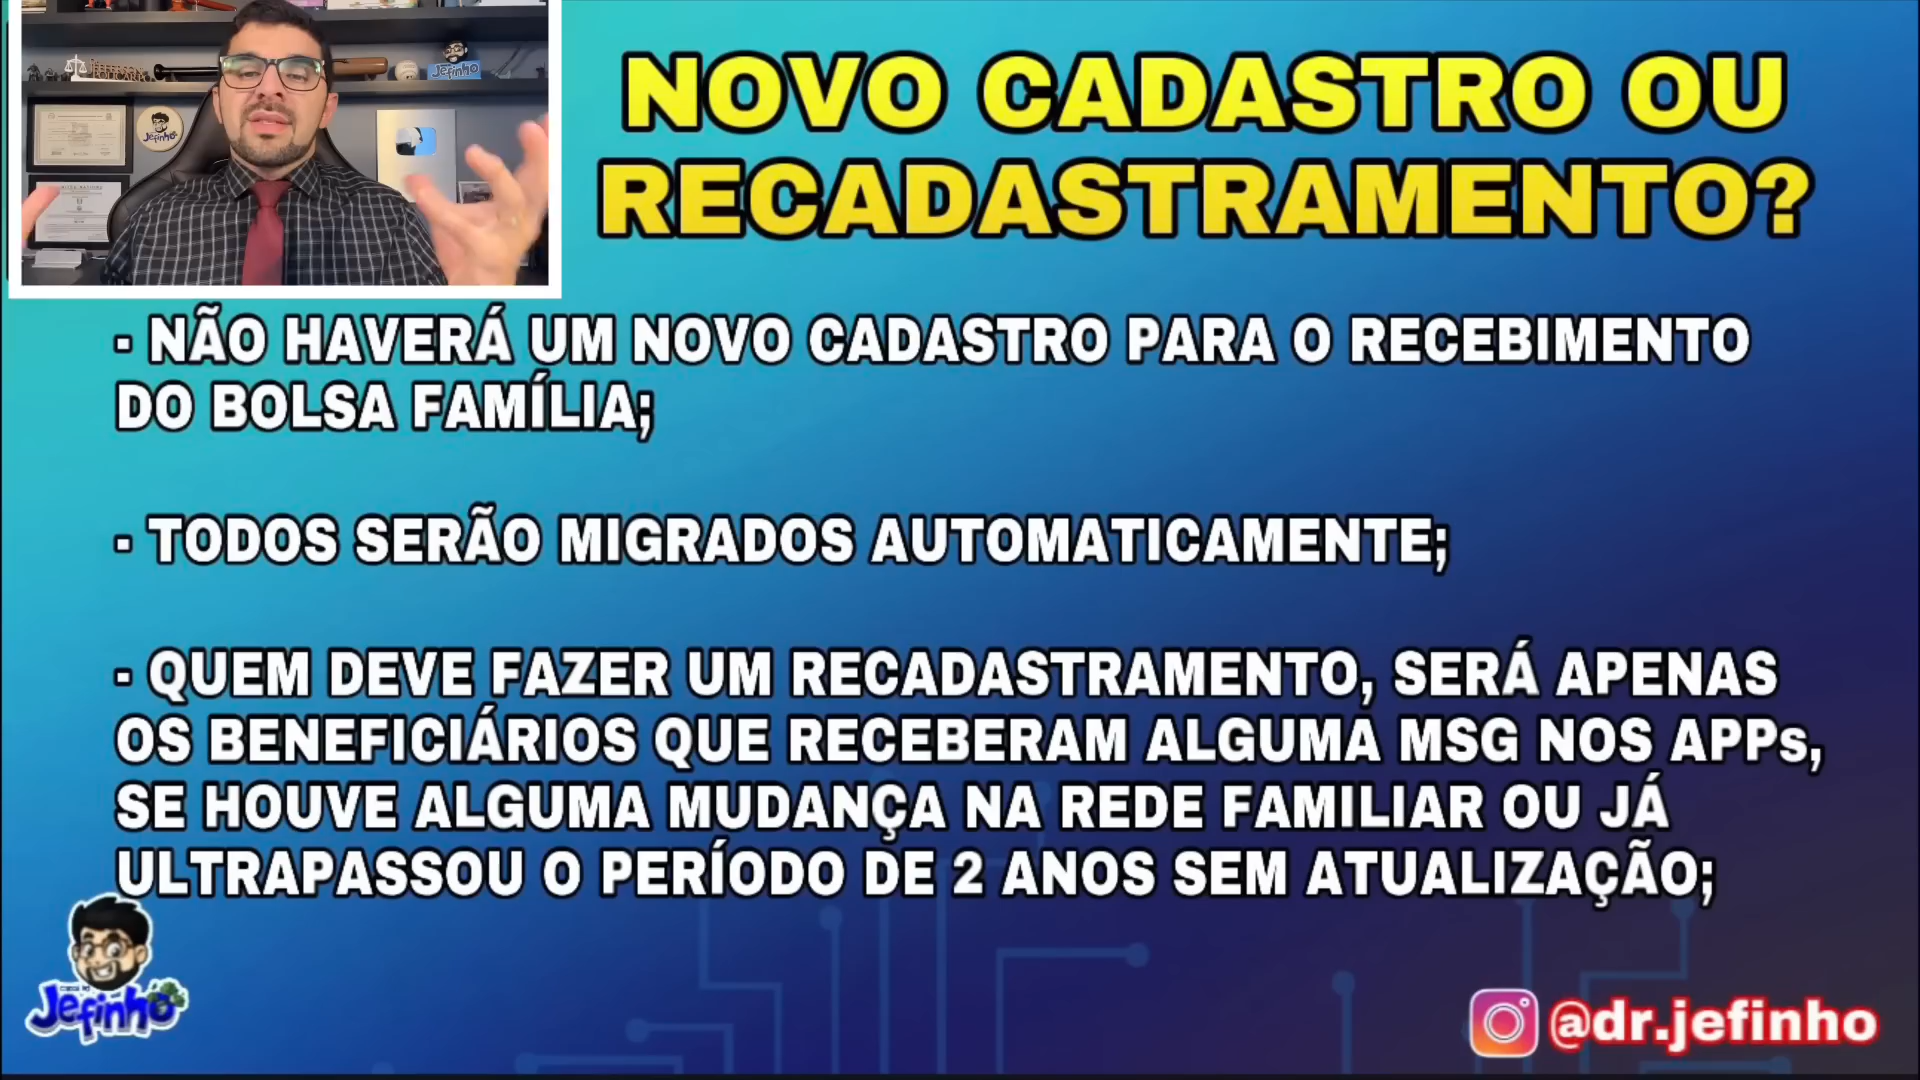 NOVO CADASTRO OU
RECADASTRAMENTO?
Jefinho
Jefinho
- NÃO HAVERÁ UM NOVO CADASTRO PARA O RECEBIMENTO
DO BOLSA FAMÍLIA;
- TODOS SERÃO MIGRADOS AUTOMATICAMENTE;
- QUEM DEVE FAZER UM RECADASTRAMENTO, SERÁ APENAS
OS BENEFICIÁRIOS QUE RECEBERAM ALGUMA MSG NOS APPs,
SE HOUVE ALGUMA MUDANÇA NA REDE FAMILIAR OU JÁ
ULTRAPASSOU O PERÍODO DE 2 ANOS SEM ATUALIZAÇÃO;
Jefinho
@dr.jefinho